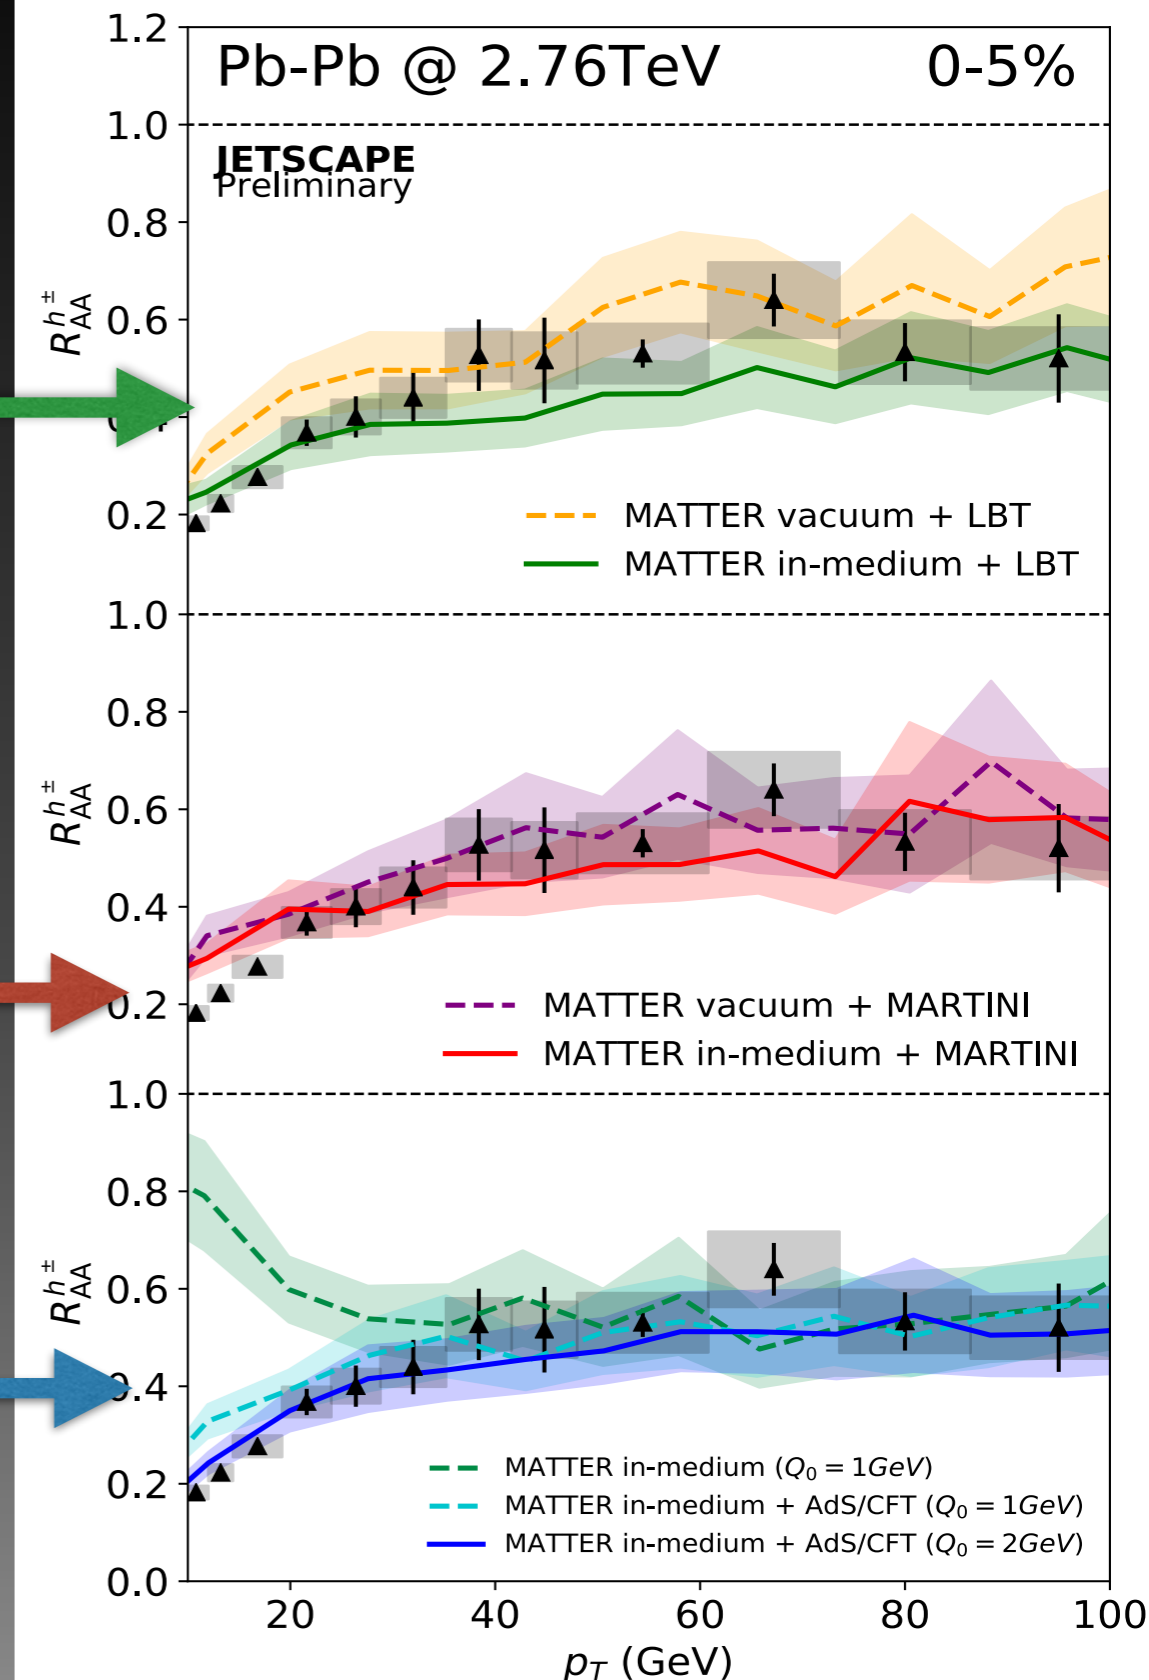 1.2
Pb-Pb @ 2.76TeV 0-5%
1.0
JETSCAPE
Preliminary
0.8
0.6
R_AA^{h^±}
0.2
MATTER vacuum + LBT
MATTER in-medium + LBT
1.0
0.8
0.6
R_AA^{h^±}
0.4
0.2
MATTER vacuum + MARTINI
MATTER in-medium + MARTINI
1.0
0.8
0.6
R_AA^{h^±}
0.4
0.2
MATTER in-medium (Q₀ = 1GeV)
MATTER in-medium + AdS/CFT (Q₀ = 1GeV)
MATTER in-medium + AdS/CFT (Q₀ = 2GeV)
0.0
20 40 60 80 100
p_T (GeV)